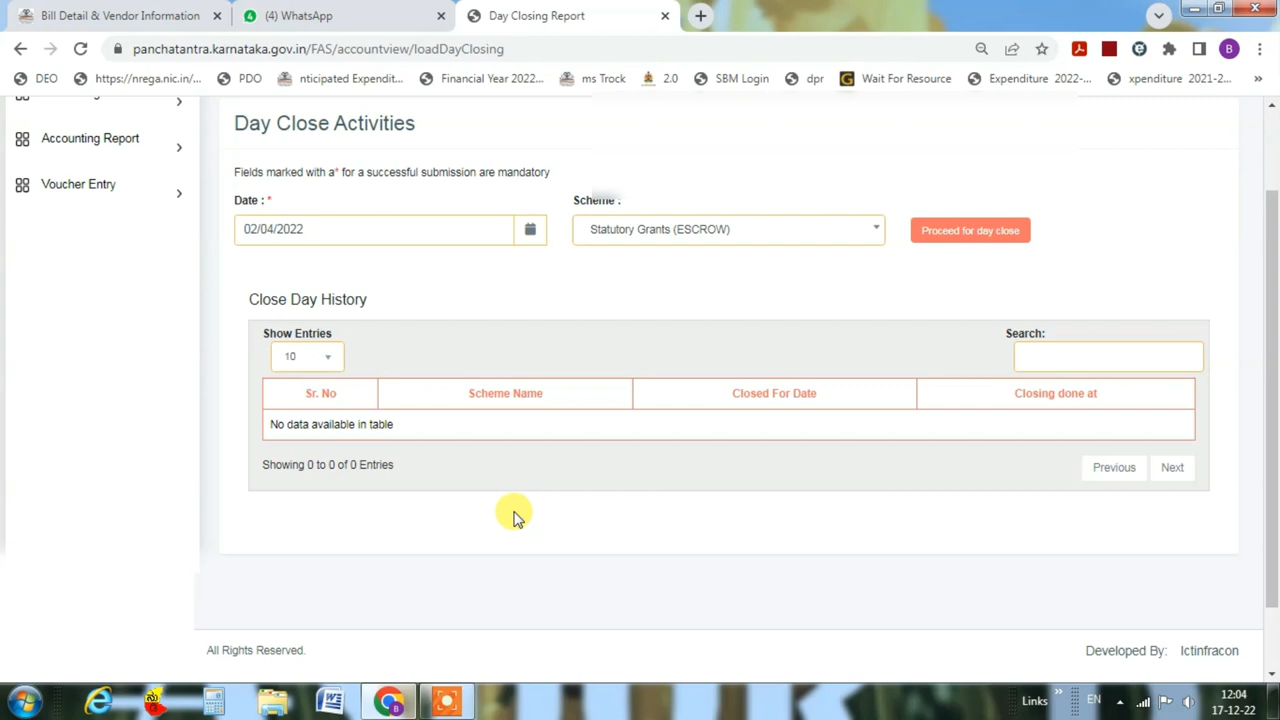 Bill Detail & Vendor Information
(4) WhatsApp
Day Closing Report
panchatantra.karnataka.gov.in/FAS/accountview/loadDayClosing
B
DEO
https://nrega.nic.in/...
PDO
nticipated Expendit...
Financial Year 2022...
ms Trock
2.0
SBM Login
dpr
Wait For Resource
Expenditure 2022-...
xpenditure 2021-2...
»
Accounting Report
Voucher Entry
Day Close Activities
Fields marked with a* for a successful submission are mandatory
Date : *
Scheme :
02/04/2022
Statutory Grants (ESCROW)
Proceed for day close
Close Day History
Show Entries
Search:
10
Sr. No
Scheme Name
Closed For Date
Closing done at
No data available in table
Showing 0 to 0 of 0 Entries
Previous
Next
All Rights Reserved.
Developed By: Ictinfracon
Links
»
EN
12:04
17-12-22